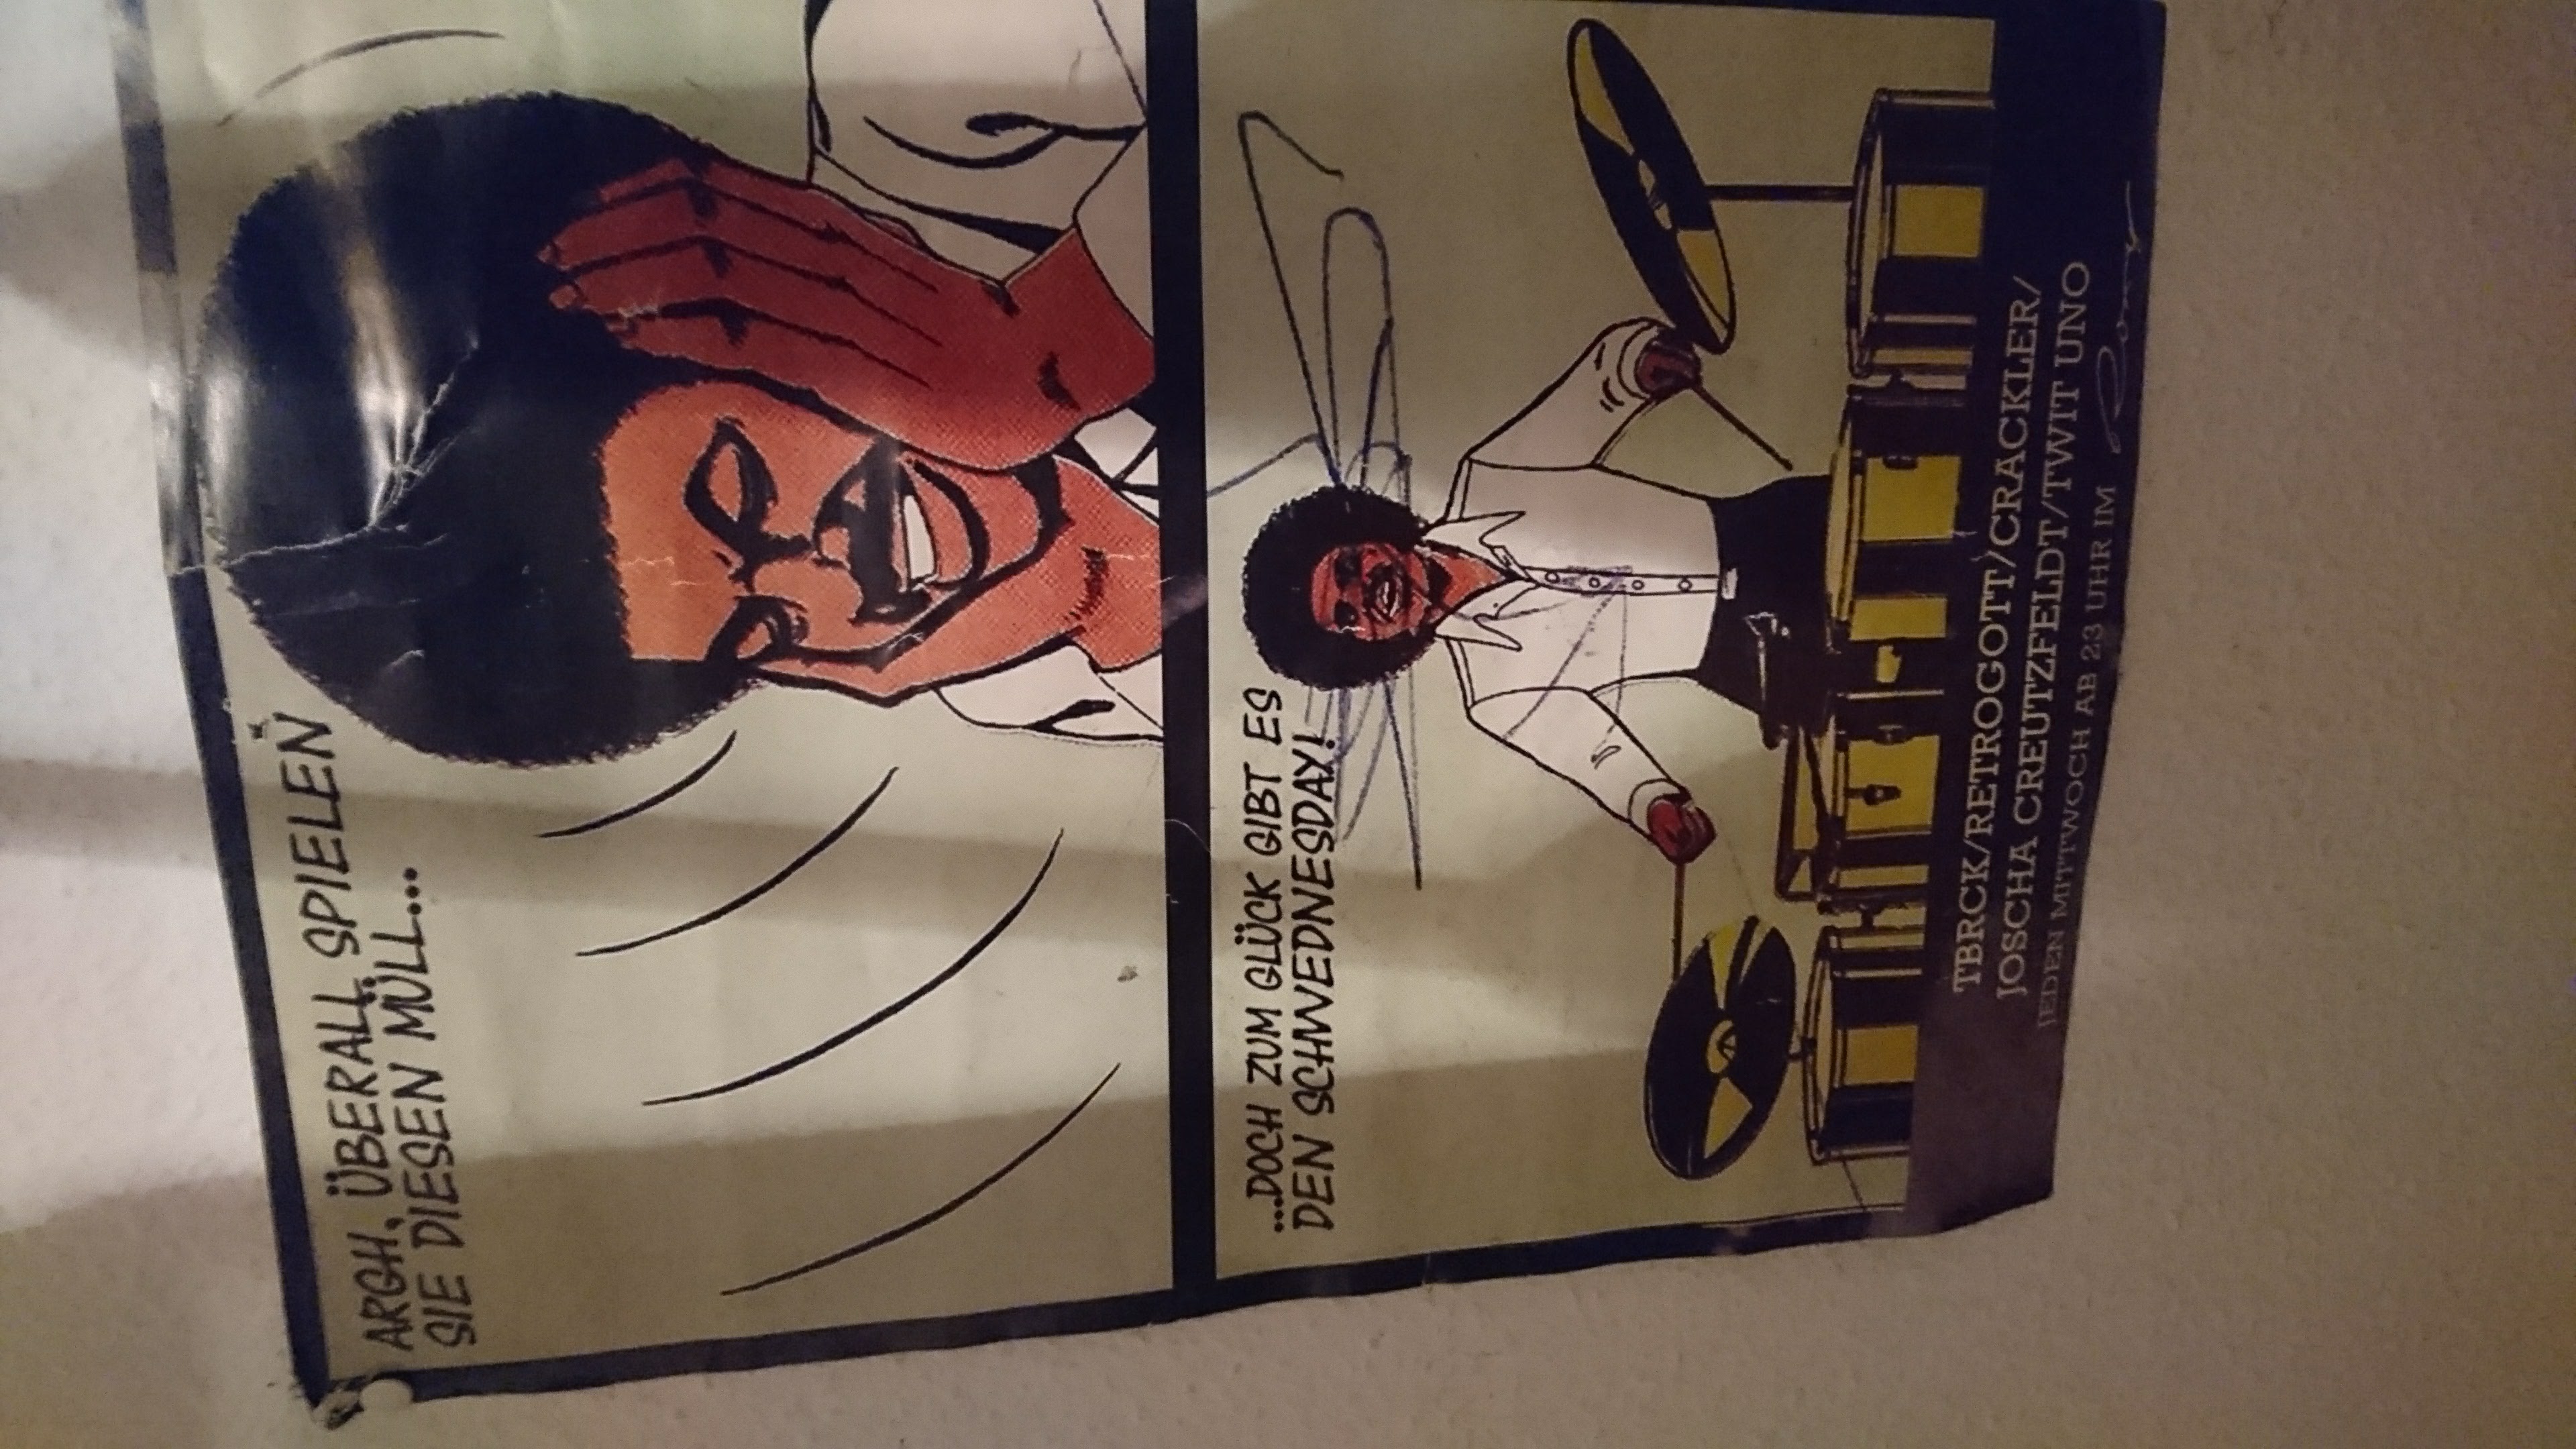 ARGH, ÜBERALL SPIELEN
SIE DIESEN MÜLL...
...DOCH ZUM GLÜCK GIBT ES
DEN SCHWEDNESDAY!
TBRCK/RETROGOTT/CRACKLER/
JOSCHA CREUTZFELDT/TWIT UNO
JEDEN MITTWOCH AB 23 UHR IM